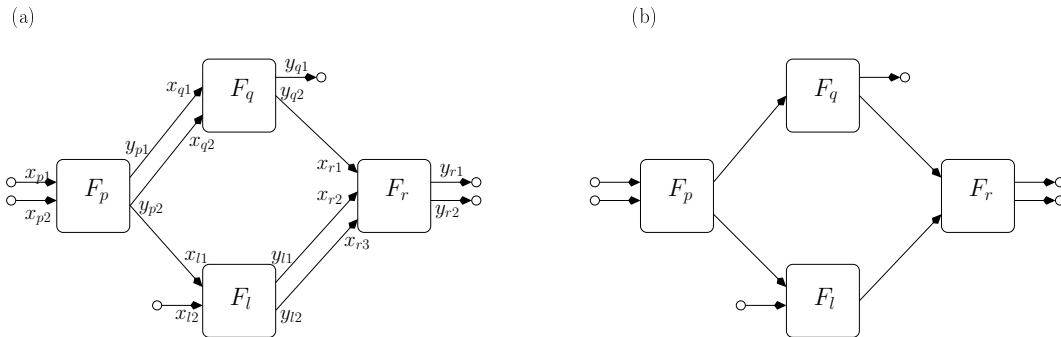 (a)
(b)
y_{q1}
x_{q1}
F_q
y_{q2}
F_q
y_{p1}
x_{q2}
x_{p1}
F_p
x_{r1}
y_{r1}
F_p
F_r
x_{p2}
y_{p2}
x_{r2}
F_r
y_{r2}
x_{r3}
x_{l1}
y_{l1}
F_l
F_l
x_{l2}
y_{l2}